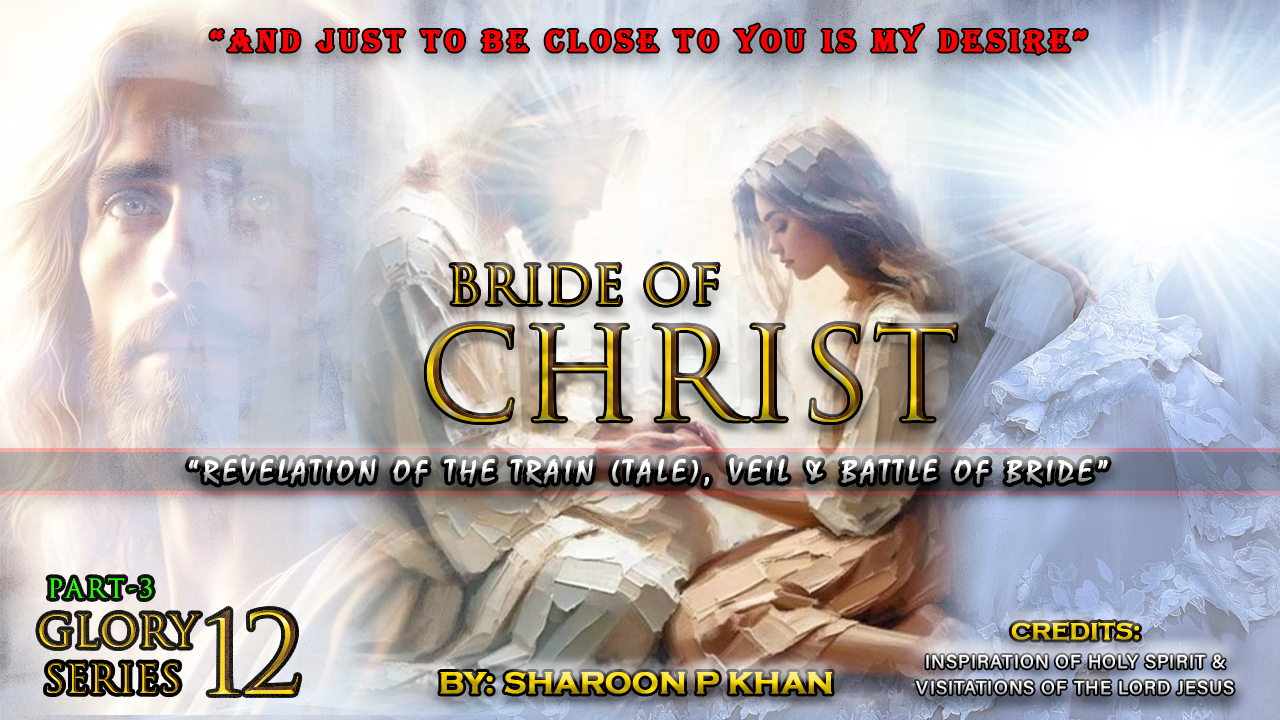 “AND JUST TO BE CLOSE TO YOU IS MY DESIRE”
BRIDE OF
CHRIST
“REVELATION OF THE TRAIN (TALE), VEIL & BATTLE OF BRIDE”
PART-3
GLORY
SERIES 12
BY: SHAROON P KHAN
CREDITS:
INSPIRATION OF HOLY SPIRIT &
VISITATIONS OF THE LORD JESUS